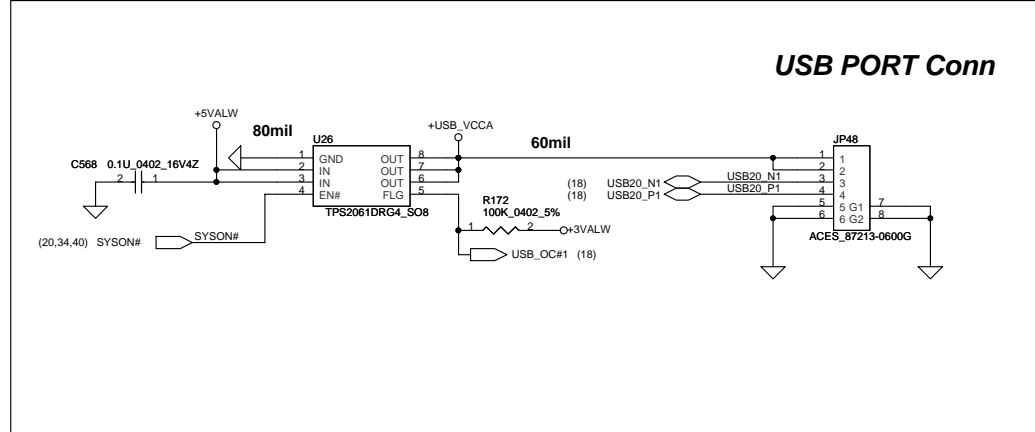 USB PORT Conn
+5VALW
80mil
U26
+USB_VCCA
60mil
JP48
C568 0.1U_0402_16V4Z
2 1
1 GND OUT 8
2 IN OUT 7
3 IN OUT 6
4 EN# FLG 5
TPS2061DRG4_SO8
(20,34,40) SYSON# SYSON#
R172
100K_0402_5%
1 2 +3VALW
USB_OC#1 (18)
(18) USB20_N1 USB20_N1
(18) USB20_P1 USB20_P1
1 1
2 2
3 3
4 4
5 5 G1 7
6 6 G2 8
ACES_87213-0600G